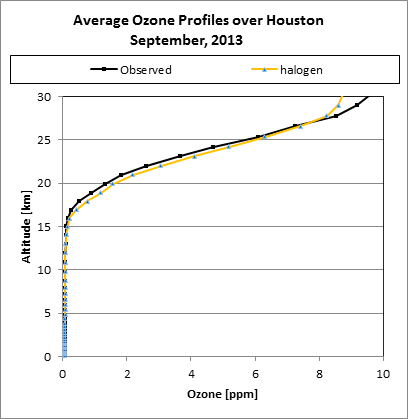 Average Ozone Profiles over Houston
September, 2013
Observed halogen
30
25
20
15
10
5
0
Altitude [km]
0 2 4 6 8 10
Ozone [ppm]